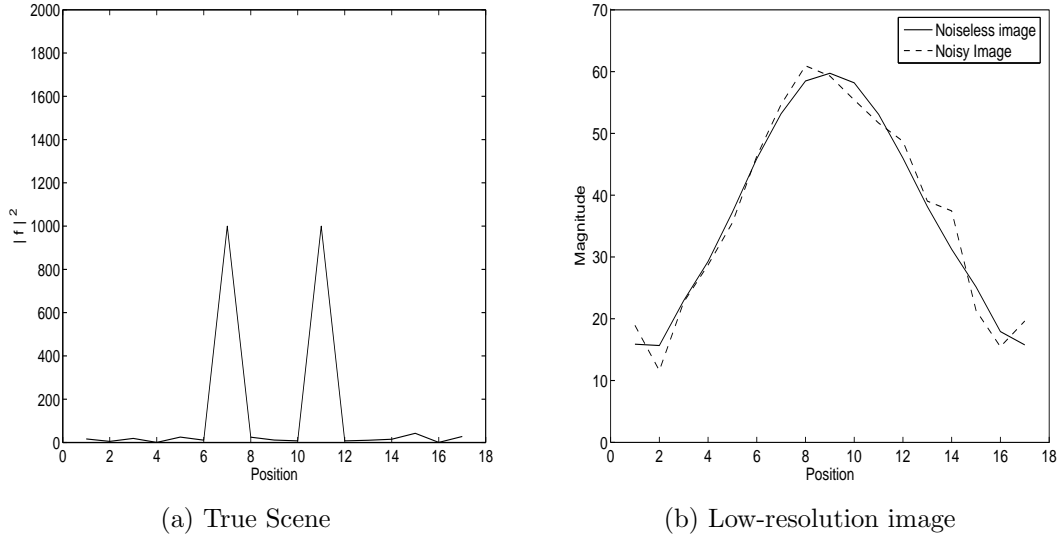 2000
1800
1600
1400
1200
1000
800
600
400
200
0
| f | 2
0 2 4 6 8 10 12 14 16 18
Position
(a) True Scene
70
60
50
40
30
20
10
0
Magnitude
Noiseless image
Noisy Image
0 2 4 6 8 10 12 14 16 18
Position
(b) Low-resolution image